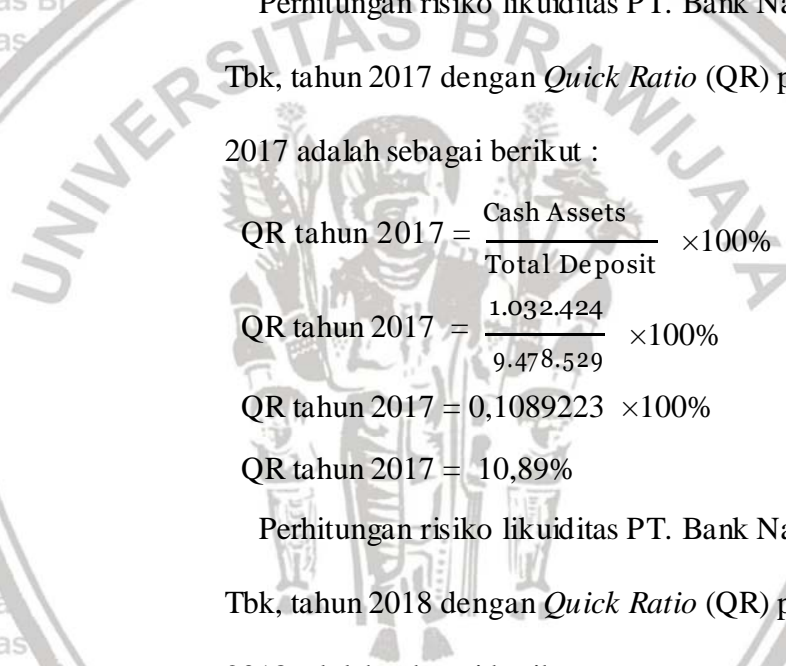 Perhitungan risiko likuiditas PT. Bank Na
Tbk, tahun 2017 dengan Quick Ratio (QR) p
2017 adalah sebagai berikut :
QR tahun 2017 = Cash Assets / Total Deposit ×100%
QR tahun 2017 = 1.032.424 / 9.478.529 ×100%
QR tahun 2017 = 0,1089223 ×100%
QR tahun 2017 = 10,89%
Perhitungan risiko likuiditas PT. Bank Na
Tbk, tahun 2018 dengan Quick Ratio (QR) p
UNIVERSITAS BRAWIJAYA